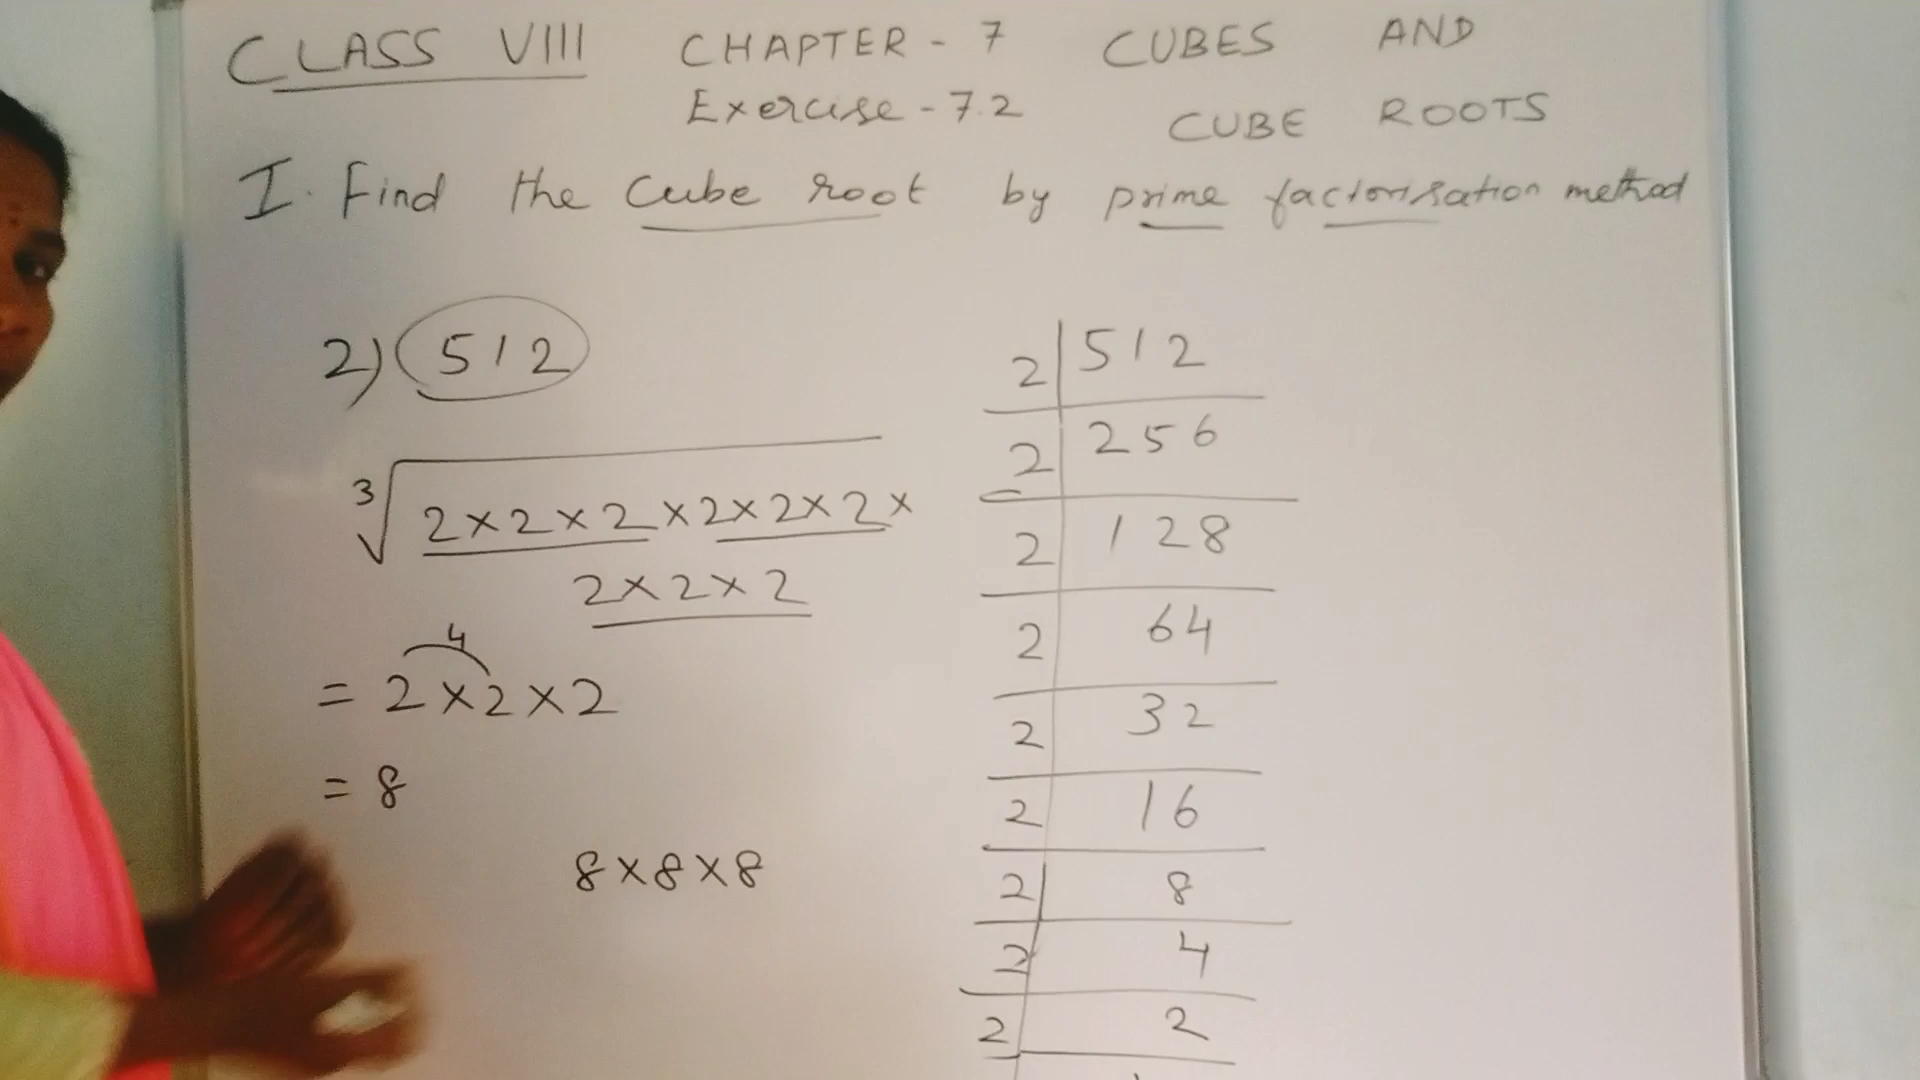 CLASS VIII CHAPTER - 7 CUBES AND
Exercise - 7.2 CUBE ROOTS
I. Find the cube root by prime factorisation method
2) 512
3√2×2×2×2×2×2×
2×2×2
4
= 2×2×2
= 8
8×8×8
2 | 512
2 | 256
2 | 128
2 | 64
2 | 32
2 | 16
2 | 8
2 | 4
2 | 2